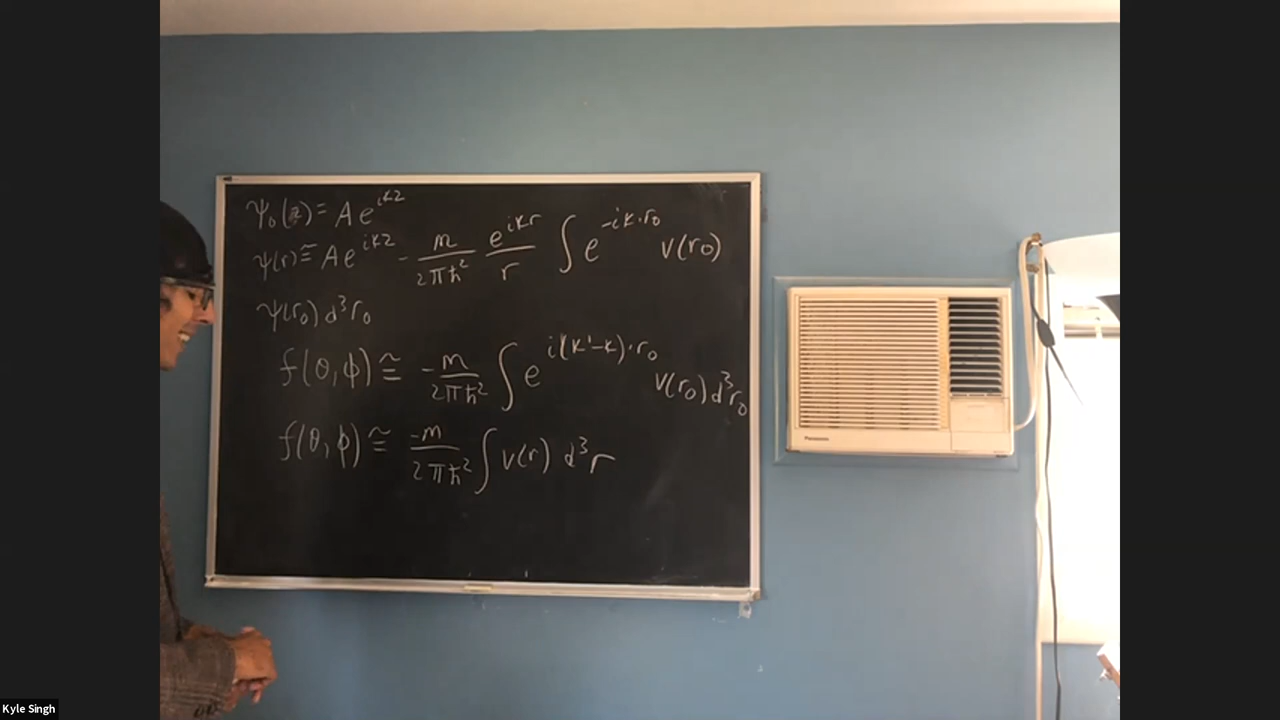 ψ₀(z) = A e^{ikz}
ψ(r) ≅ A e^{ikz} - m/2πħ² e^{ikr}/r ∫ e^{-ik·r₀} V(r₀)
ψ(r₀) d³r₀
f(θ,φ) ≅ -m/2πħ² ∫ e^{i(k'-k)·r₀} V(r₀) d³r₀
f(θ,φ) ≅ -m/2πħ² ∫ V(r) d³r
Panasonic
Kyle Singh